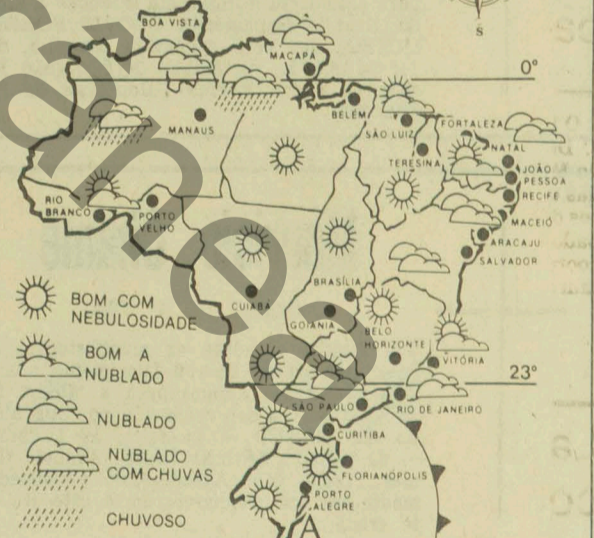 S
BOA VISTA
MACAPÁ
0°
BELÉM
MANAUS
SÃO LUIZ
FORTALEZA
NATAL
TERESINA
JOÃO
PESSOA
RECIFE
RIO
BRANCO
PORTO
VELHO
MACEIÓ
ARACAJU
SALVADOR
CUIABÁ
BRASÍLIA
GOIÂNIA
BELO
HORIZONTE
VITÓRIA
23°
SÃO PAULO
RIO DE JANEIRO
CURITIBA
FLORIANÓPOLIS
PORTO
ALEGRE
A
BOM COM
NEBULOSIDADE
BOM A
NUBLADO
NUBLADO
NUBLADO
COM CHUVAS
CHUVOSO